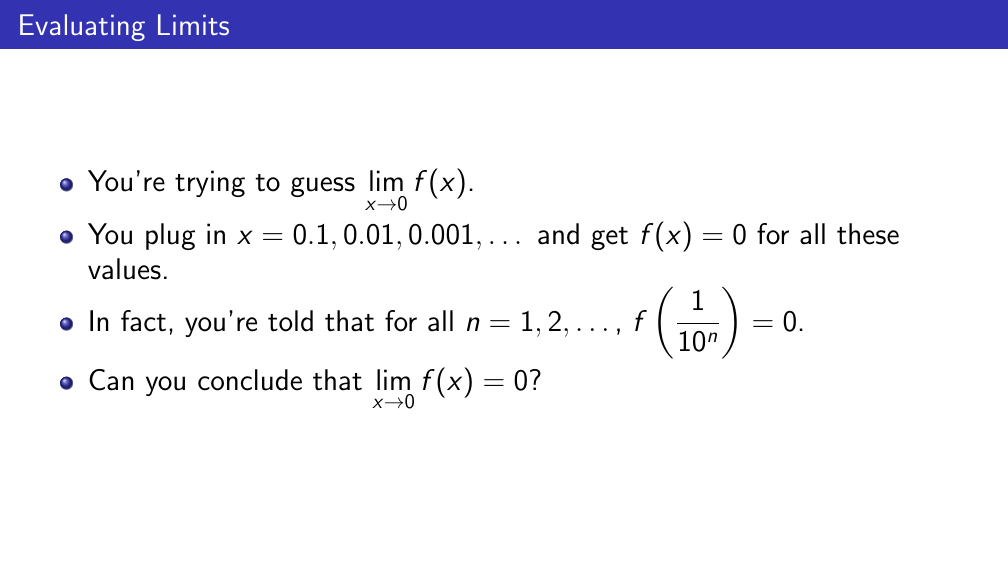 Evaluating Limits
You're trying to guess lim_{x→0} f(x).
You plug in x = 0.1, 0.01, 0.001, . . . and get f(x) = 0 for all these
values.
In fact, you're told that for all n = 1, 2, . . . , f(1/10^n) = 0.
Can you conclude that lim_{x→0} f(x) = 0?